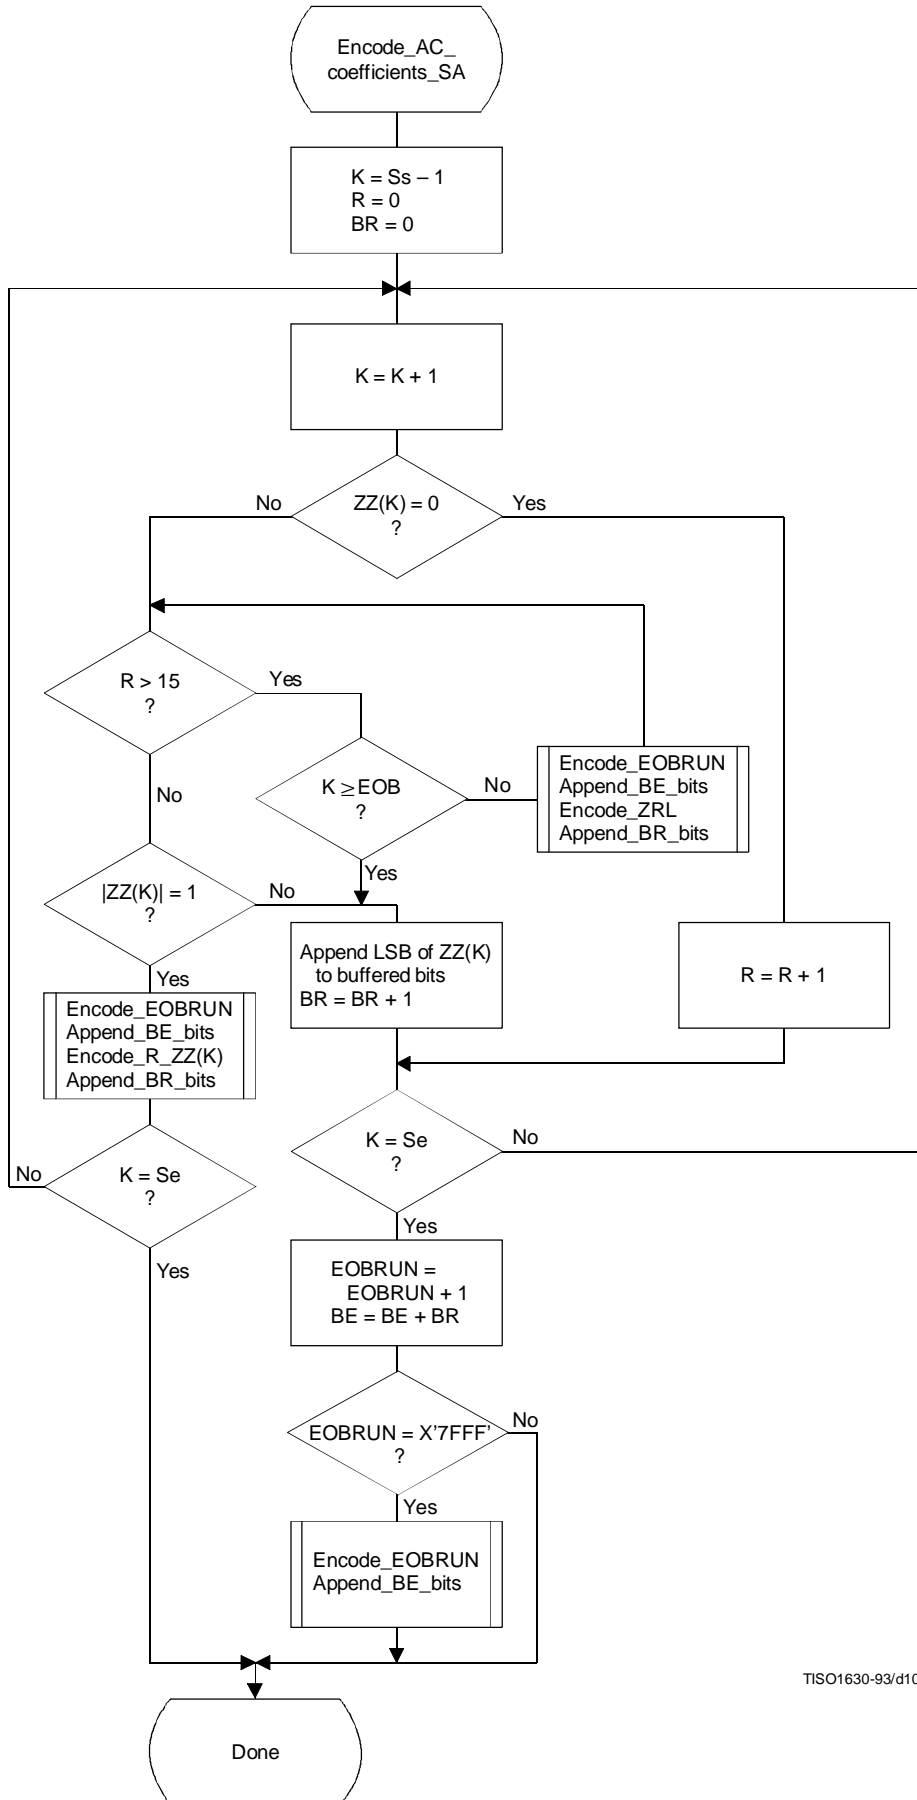 Encode_AC_
coefficients_SA
K = Ss – 1
R = 0
BR = 0
K = K + 1
No
ZZ(K) = 0
?
Yes
R > 15
?
Yes
No
K ≥EOB
?
No
Yes
Encode_EOBRUN
Append_BE_bits
Encode_ZRL
Append_BR_bits
|ZZ(K)| = 1
?
No
Yes
Append LSB of ZZ(K)
to buffered bits
BR = BR + 1
R = R + 1
Encode_EOBRUN
Append_BE_bits
Encode_R_ZZ(K)
Append_BR_bits
K = Se
?
No
Yes
K = Se
?
No
Yes
EOBRUN =
EOBRUN + 1
BE = BE + BR
EOBRUN = X'7FFF'
?
No
Yes
Encode_EOBRUN
Append_BE_bits
TISO1630-93/d10
Done